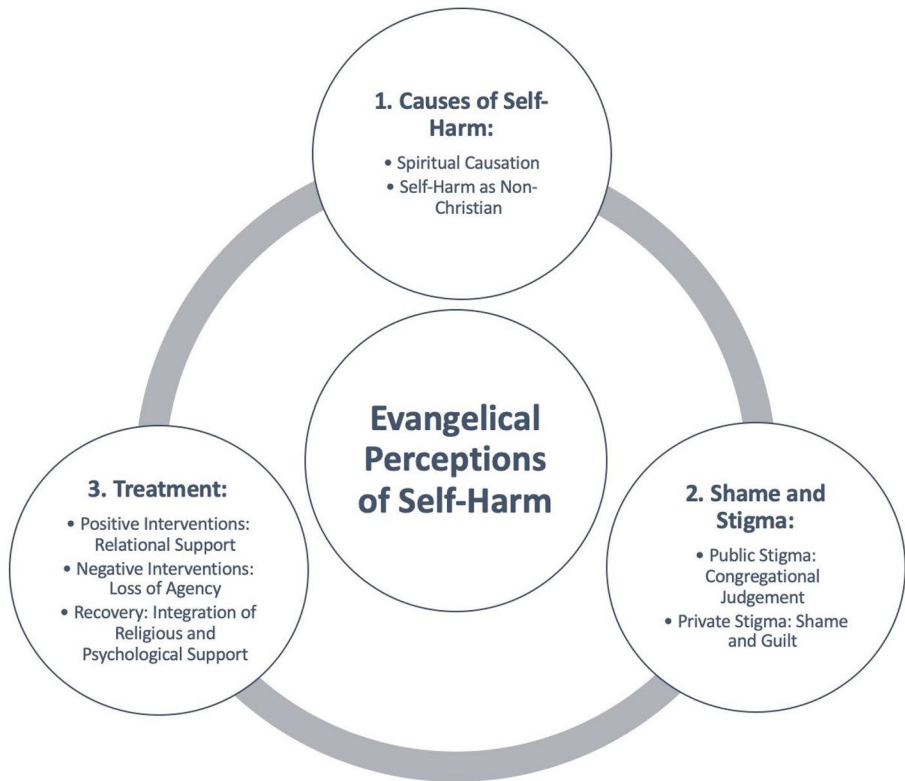 1. Causes of Self-
Harm:
• Spiritual Causation
• Self-Harm as Non-
Christian
Evangelical
Perceptions
of Self-Harm
2. Shame and
Stigma:
• Public Stigma:
Congregational
Judgement
• Private Stigma: Shame
and Guilt
3. Treatment:
• Positive Interventions:
Relational Support
• Negative Interventions:
Loss of Agency
• Recovery: Integration of
Religious and
Psychological Support